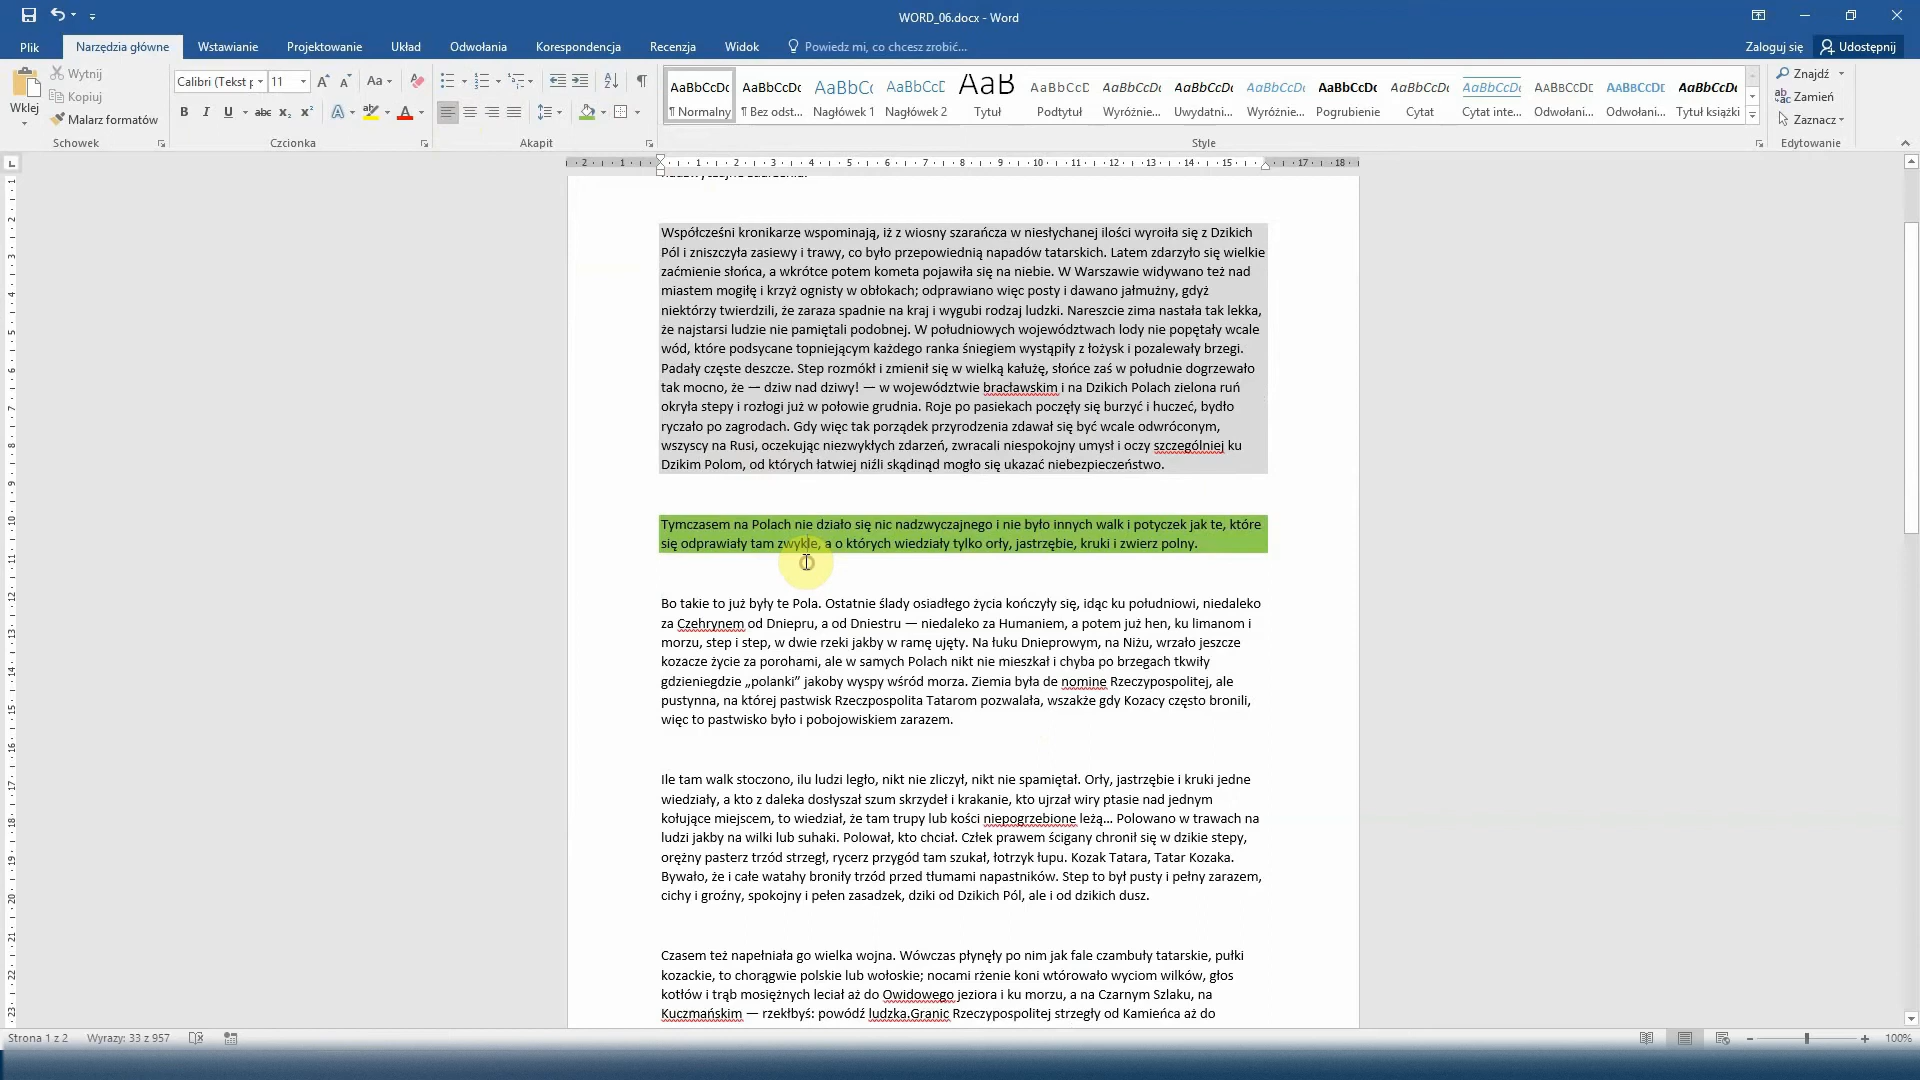 WORD_06.docx - Word
Plik Narzędzia główne Wstawianie Projektowanie Układ Odwołania Korespondencja Recenzja Widok Powiedz mi, co chcesz zrobić... Zaloguj się Udostępnij
Wklej
Wytnij
Kopiuj
Malarz formatów
Schowek
Calibri (Tekst p 11
Czcionka
Akapit
AaBbCcDc AaBbCcDc AaBbCc AaBbCcD AaB AaBbCcD AaBbCcDc AaBbCcDc AaBbCcDc AaBbCcDc AaBbCcDc AaBbCcDc AaBbCcDc AaBbCcDc AaBbCcDc
¶ Normalny ¶ Bez odst... Nagłówek 1 Nagłówek 2 Tytuł Podtytuł Wyróżnie... Uwydatni... Wyróżnie... Pogrubienie Cytat Cytat inte... Odwołani... Odwołani... Tytuł książki
Style
Znajdź
Zamień
Zaznacz
Edytowanie
2 1 1 2 3 4 5 6 7 8 9 10 11 12 13 14 15 17 18
Współcześni kronikarze wspominają, iż z wiosny szarańcza w niesłychanej ilości wyroiła się z Dzikich
Pól i zniszczyła zasiewy i trawy, co było przepowiednią napadów tatarskich. Latem zdarzyło się wielkie
zaćmienie słońca, a wkrótce potem kometa pojawiła się na niebie. W Warszawie widywano też nad
miastem mogiłę i krzyż ognisty w obłokach; odprawiano więc posty i dawano jałmużny, gdyż
niektórzy twierdzili, że zaraza spadnie na kraj i wygubi rodzaj ludzki. Nareszcie zima nastała tak lekka,
że najstarsi ludzie nie pamiętali podobnej. W południowych województwach lody nie popętały wcale
wód, które podsycane topniejącym każdego ranka śniegiem wystąpiły z łożysk i pozalewały brzegi.
Padały częste deszcze. Step rozmókł i zmienił się w wielką kałużę, słońce zaś w południe dogrzewało
tak mocno, że — dziw nad dziwy! — w województwie bracławskim i na Dzikich Polach zielona ruń
okryła stepy i rozłogi już w połowie grudnia. Roje po pasiekach poczęły się burzyć i huczeć, bydło
ryczało po zagrodach. Gdy więc tak porządek przyrodzenia zdawał się być wcale odwróconym,
wszyscy na Rusi, oczekując niezwykłych zdarzeń, zwracali niespokojny umysł i oczy szczególniej ku
Dzikim Polom, od których łatwiej niźli skądinąd mogło się ukazać niebezpieczeństwo.
Tymczasem na Polach nie działo się nic nadzwyczajnego i nie było innych walk i potyczek jak te, które
się odprawiały tam zwykle, a o których wiedziały tylko orły, jastrzębie, kruki i zwierz polny.
Bo takie to już były te Pola. Ostatnie ślady osiadłego życia kończyły się, idąc ku południowi, niedaleko
za Czehrynem od Dniepru, a od Dniestru — niedaleko za Humaniem, a potem już hen, ku limanom i
morzu, step i step, w dwie rzeki jakby w ramę ujęty. Na łuku Dnieprowym, na Niżu, wrzało jeszcze
kozacze życie za porohami, ale w samych Polach nikt nie mieszkał i chyba po brzegach tkwiły
gdzieniegdzie „polanki” jakoby wyspy wśród morza. Ziemia była de nomine Rzeczypospolitej, ale
pustynna, na której pastwisk Rzeczpospolita Tatarom pozwalała, wszakże gdy Kozacy często bronili,
więc to pastwisko było i pobojowiskiem zarazem.
Ile tam walk stoczono, ilu ludzi legło, nikt nie zliczył, nikt nie spamiętał. Orły, jastrzębie i kruki jedne
wiedziały, a kto z daleka dosłyszał szum skrzydeł i krakanie, kto ujrzał wiry ptasie nad jednym
kołujące miejscem, to wiedział, że tam trupy lub kości niepogrzebione leżą... Polowano w trawach na
ludzi jakby na wilki lub suhaki. Polował, kto chciał. Człek prawem ścigany chronił się w dzikie stepy,
orężny pasterz trzód strzegł, rycerz przygód tam szukał, łotrzyk łupu. Kozak Tatara, Tatar Kozaka.
Bywało, że i całe watahy broniły trzód przed tłumami napastników. Step to był pusty i pełny zarazem,
cichy i groźny, spokojny i pełen zasadzek, dziki od Dzikich Pól, ale i od dzikich dusz.
Czasem też napełniała go wielka wojna. Wówczas płynęły po nim jak fale czambuły tatarskie, pułki
kozackie, to chorągwie polskie lub wołoskie; nocami rżenie koni wtórowało wyciom wilków, głos
kotłów i trąb mosiężnych leciał aż do Owidowego jeziora i ku morzu, a na Czarnym Szlaku, na
Kuczmańskim — rzekłbyś: powódź ludzka.Granic Rzeczypospolitej strzegły od Kamieńca aż do
Strona 1 z 2 Wyrazy: 33 z 957 100%